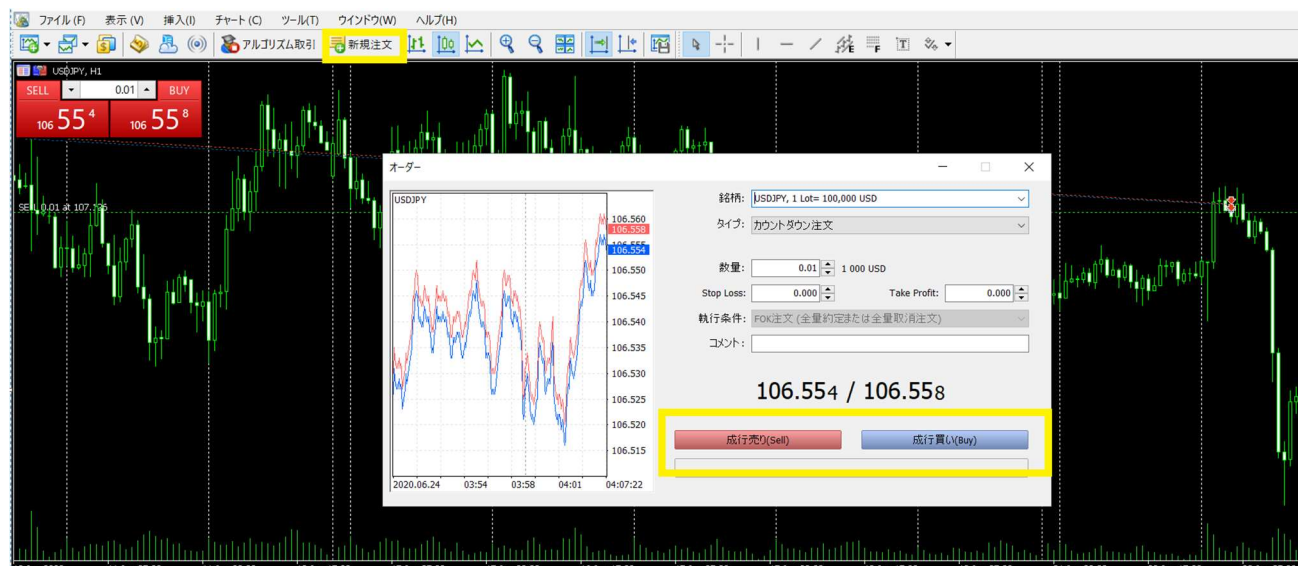 ファイル (F) 表示 (V) 挿入(I) チャート (C) ツール(T) ウインドウ(W) ヘルプ(H)
アルゴリズム取引 新規注文
USDJPY, H1
SELL 0.01 BUY
106 55 4 106 55 8
SELL 0.01 at 107.
オーダー
USDJPY
106.560
106.558
106.555
106.554
106.550
106.545
106.540
106.535
106.530
106.525
106.520
106.515
2020.06.24 03:54 03:58 04:01 04:07:22
銘柄: USDJPY, 1 Lot= 100,000 USD
タイプ: カウントダウン注文
数量: 0.01 1 000 USD
Stop Loss: 0.000 Take Profit: 0.000
執行条件: FOK注文 (全量約定または全量取消注文)
コメント:
106.554 / 106.558
成行売り(Sell) 成行買い(Buy)